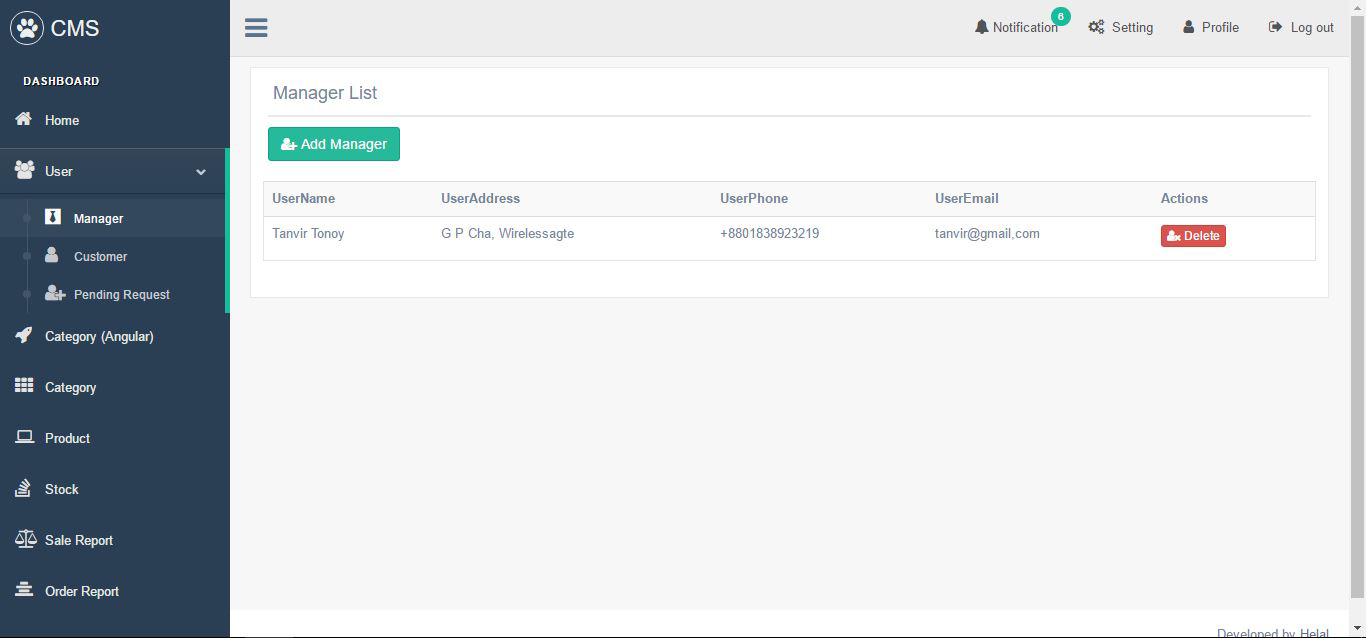 CMS
Notification 6 Setting Profile Log out
DASHBOARD
Home
User
Manager
Customer
Pending Request
Category (Angular)
Category
Product
Stock
Sale Report
Order Report
Manager List
Add Manager
UserName UserAddress UserPhone UserEmail Actions
Tanvir Tonoy G P Cha, Wirelessagte +8801838923219 tanvir@gmail,com Delete
Developed by Helal